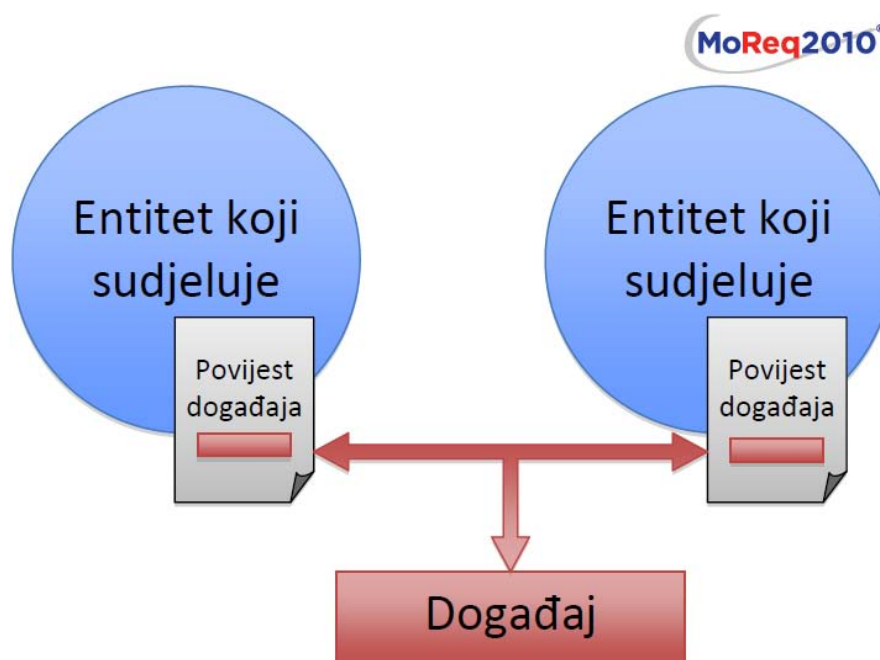 MoReq2010®
Entitet koji
sudjeluje
Povijest
događaja
Entitet koji
sudjeluje
Povijest
događaja
Događaj